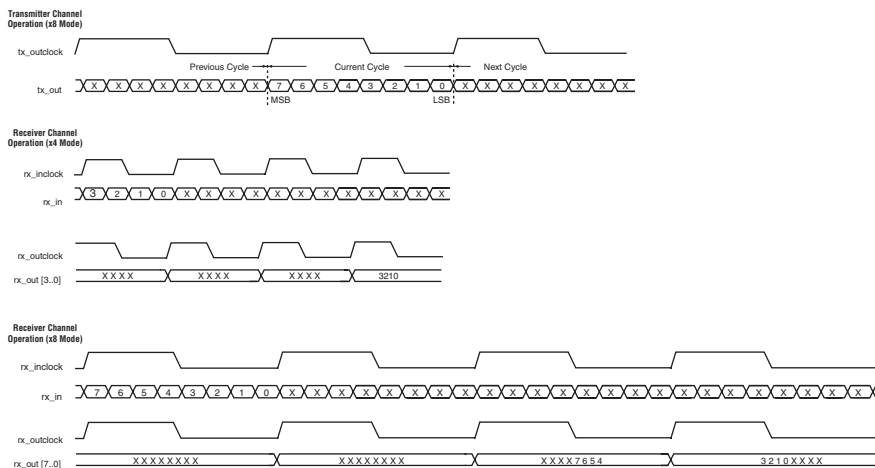 Transmitter Channel
Operation (x8 Mode)
tx_outclock
Previous Cycle Current Cycle Next Cycle
tx_out X X X X X X X X 7 6 5 4 3 2 1 0 X X X X X X X X
MSB LSB
Receiver Channel
Operation (x4 Mode)
rx_inclock
rx_in 3 2 1 0 X X X X X X X X X X X X
rx_outclock
rx_out [3..0] X X X X X X X X X X X X 3210
Receiver Channel
Operation (x8 Mode)
rx_inclock
rx_in 7 6 5 4 3 2 1 0 X X X X X X X X X X X X X X X X X X X X X X X X
rx_outclock
rx_out [7..0] X X X X X X X X X X X X X X X X X X X X 7 6 5 4 3 2 1 0 X X X X